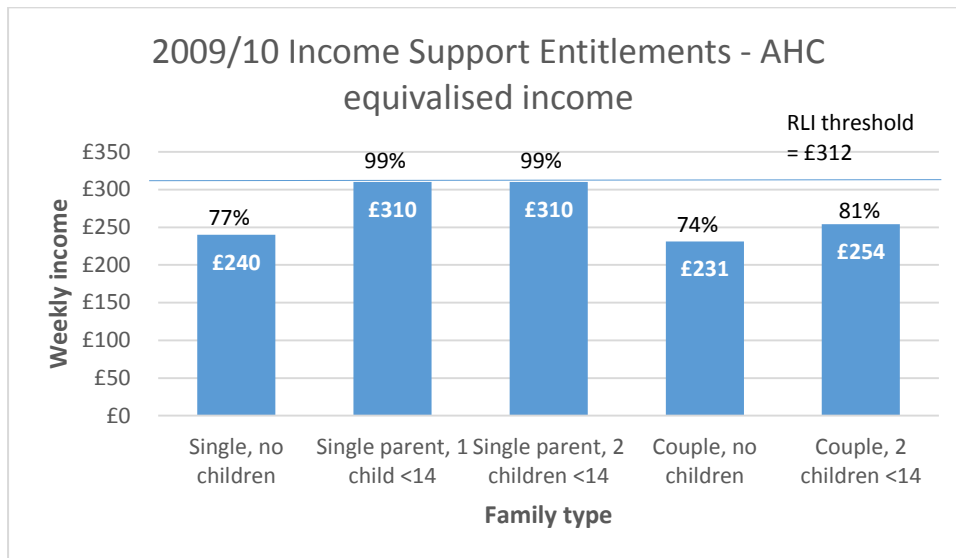 2009/10 Income Support Entitlements - AHC
equivalised income
RLI threshold
= £312
£350
£300
£250
£200
£150
£100
£50
£0
Weekly income
77%
99%
99%
74%
81%
£240
£310
£310
£231
£254
Single, no
children
Single parent, 1
child <14
Single parent, 2
children <14
Couple, no
children
Couple, 2
children <14
Family type